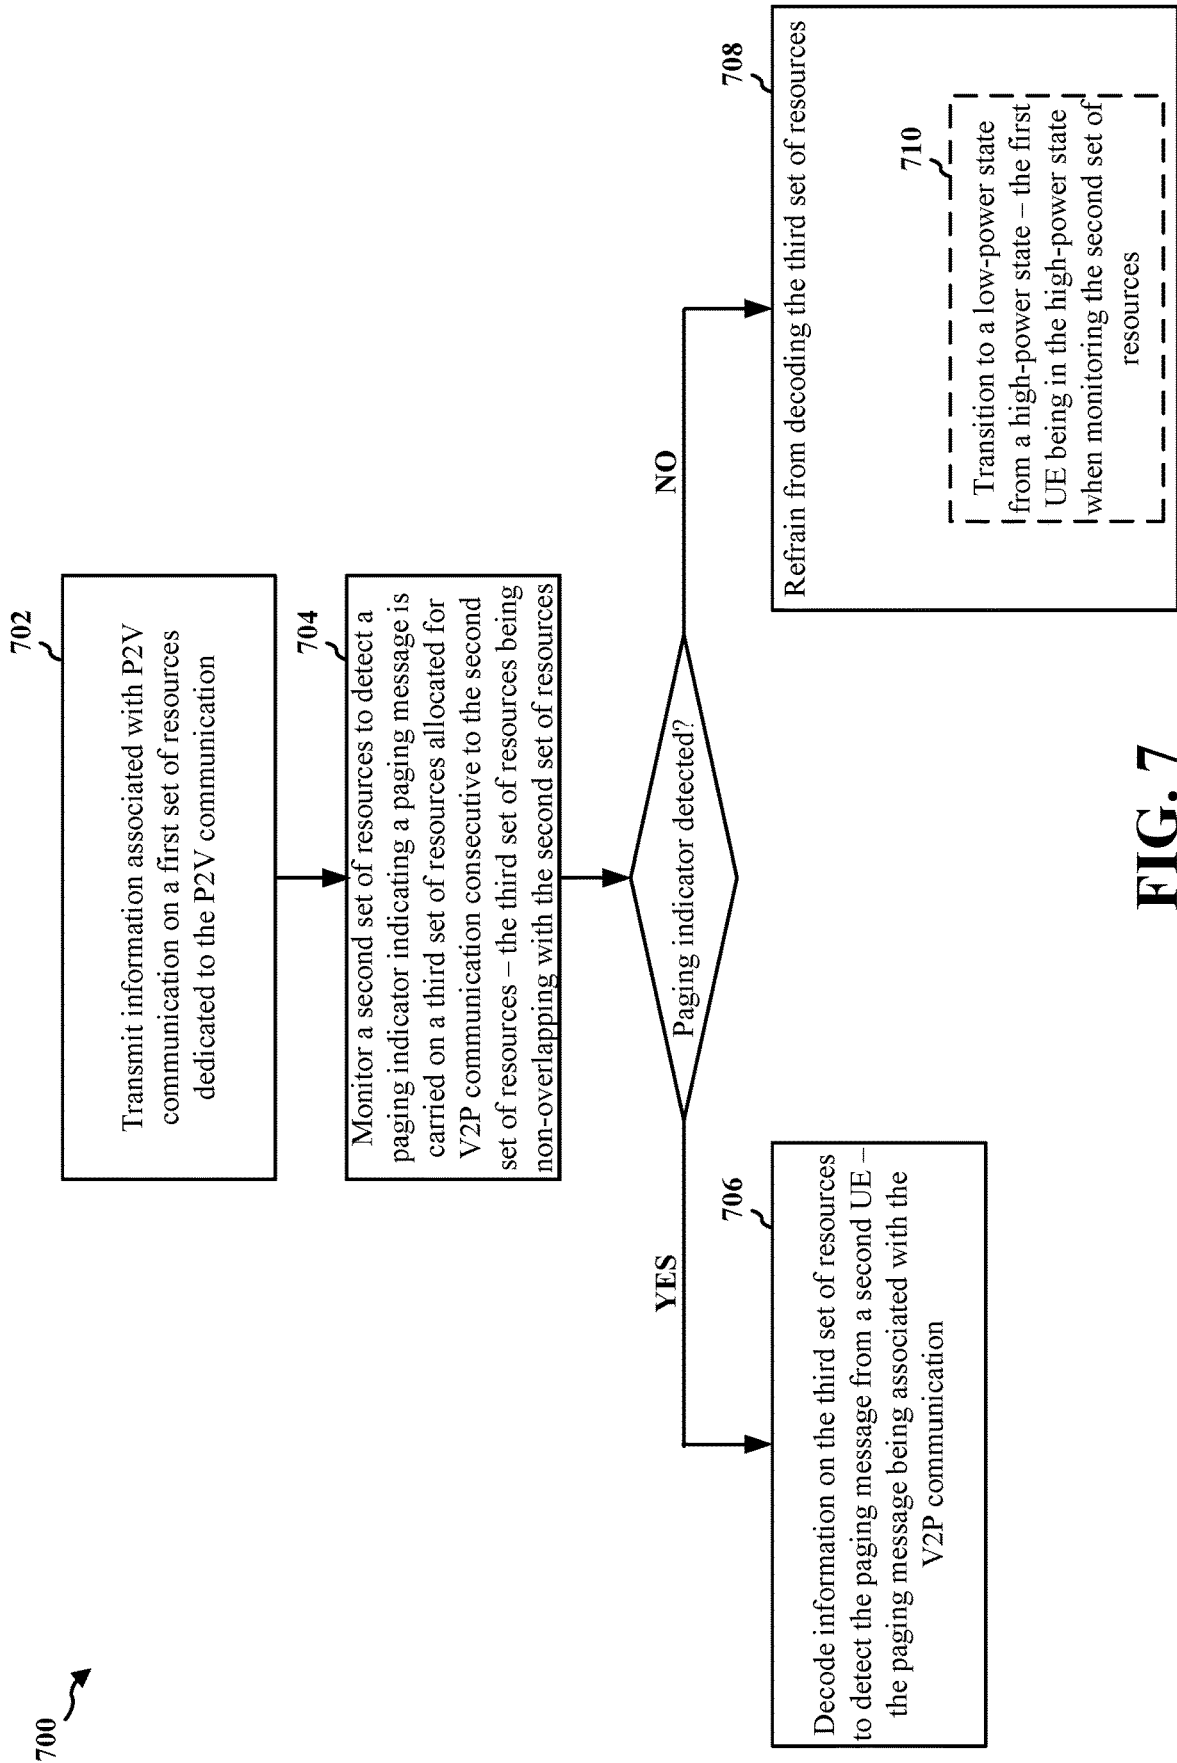 700
702
Transmit information associated with P2V
communication on a first set of resources
dedicated to the P2V communication
704
Monitor a second set of resources to detect a
paging indicator indicating a paging message is
carried on a third set of resources allocated for
V2P communication consecutive to the second
set of resources – the third set of resources being
non-overlapping with the second set of resources
Paging indicator detected?
YES
NO
706
Decode information on the third set of resources
to detect the paging message from a second UE –
the paging message being associated with the
V2P communication
708
Refrain from decoding the third set of resources
710
Transition to a low-power state
from a high-power state – the first
UE being in the high-power state
when monitoring the second set of
resources
FIG. 7